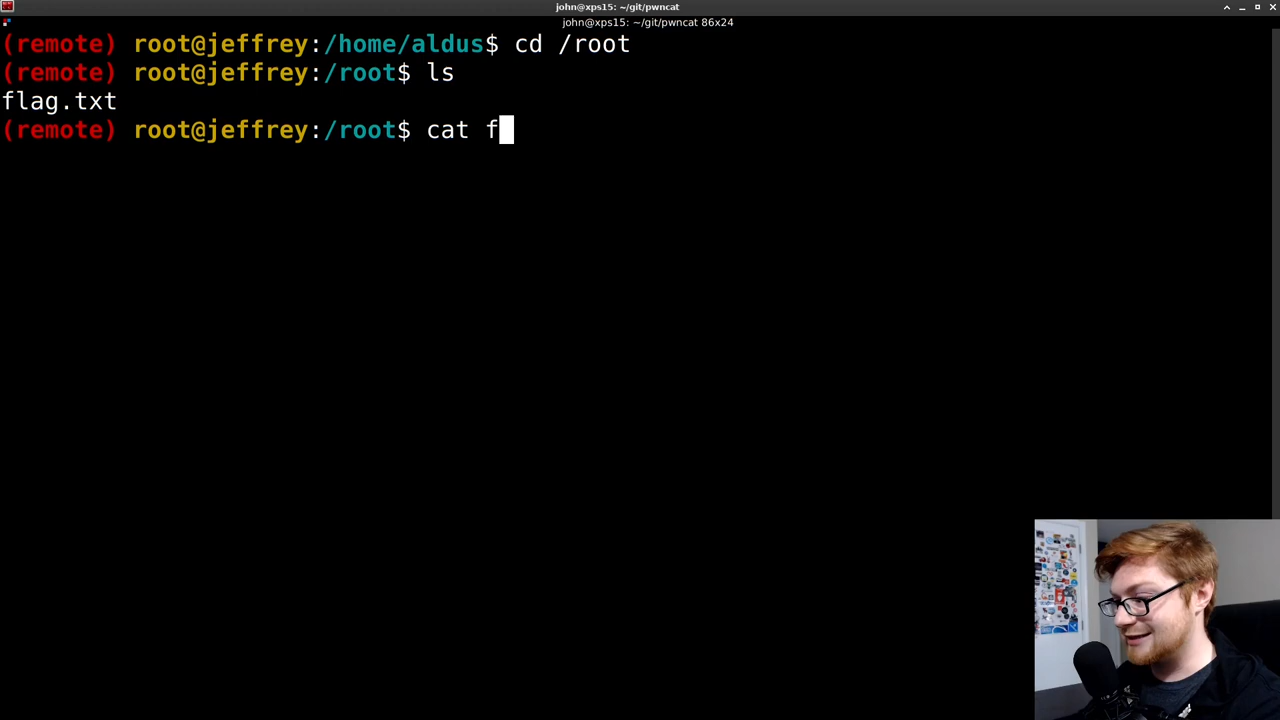 john@xps15: ~/git/pwncat
john@xps15: ~/git/pwncat 86x24
(remote) root@jeffrey:/home/aldus$ cd /root
(remote) root@jeffrey:/root$ ls
flag.txt
(remote) root@jeffrey:/root$ cat f